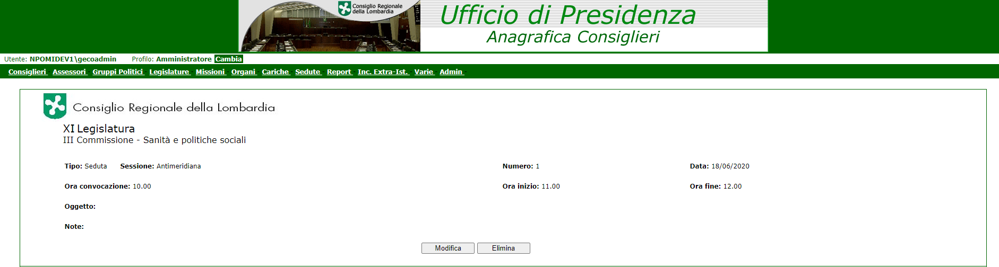 Consiglio Regionale
della Lombardia
Ufficio di Presidenza
Anagrafica Consiglieri
Utente: NPOMIDEV1\gecoadmin Profilo: Amministratore Cambia
Consiglieri - Assessori - Gruppi Politici - Legislature - Missioni - Organi - Cariche - Sedute - Report - Inc. Extra-Ist. - Varie - Admin -
Consiglio Regionale della Lombardia
XI Legislatura
III Commissione - Sanità e politiche sociali
Tipo: Seduta Sessione: Antimeridiana Numero: 1 Data: 18/06/2020
Ora convocazione: 10.00 Ora inizio: 11.00 Ora fine: 12.00
Oggetto:
Note:
Modifica Elimina